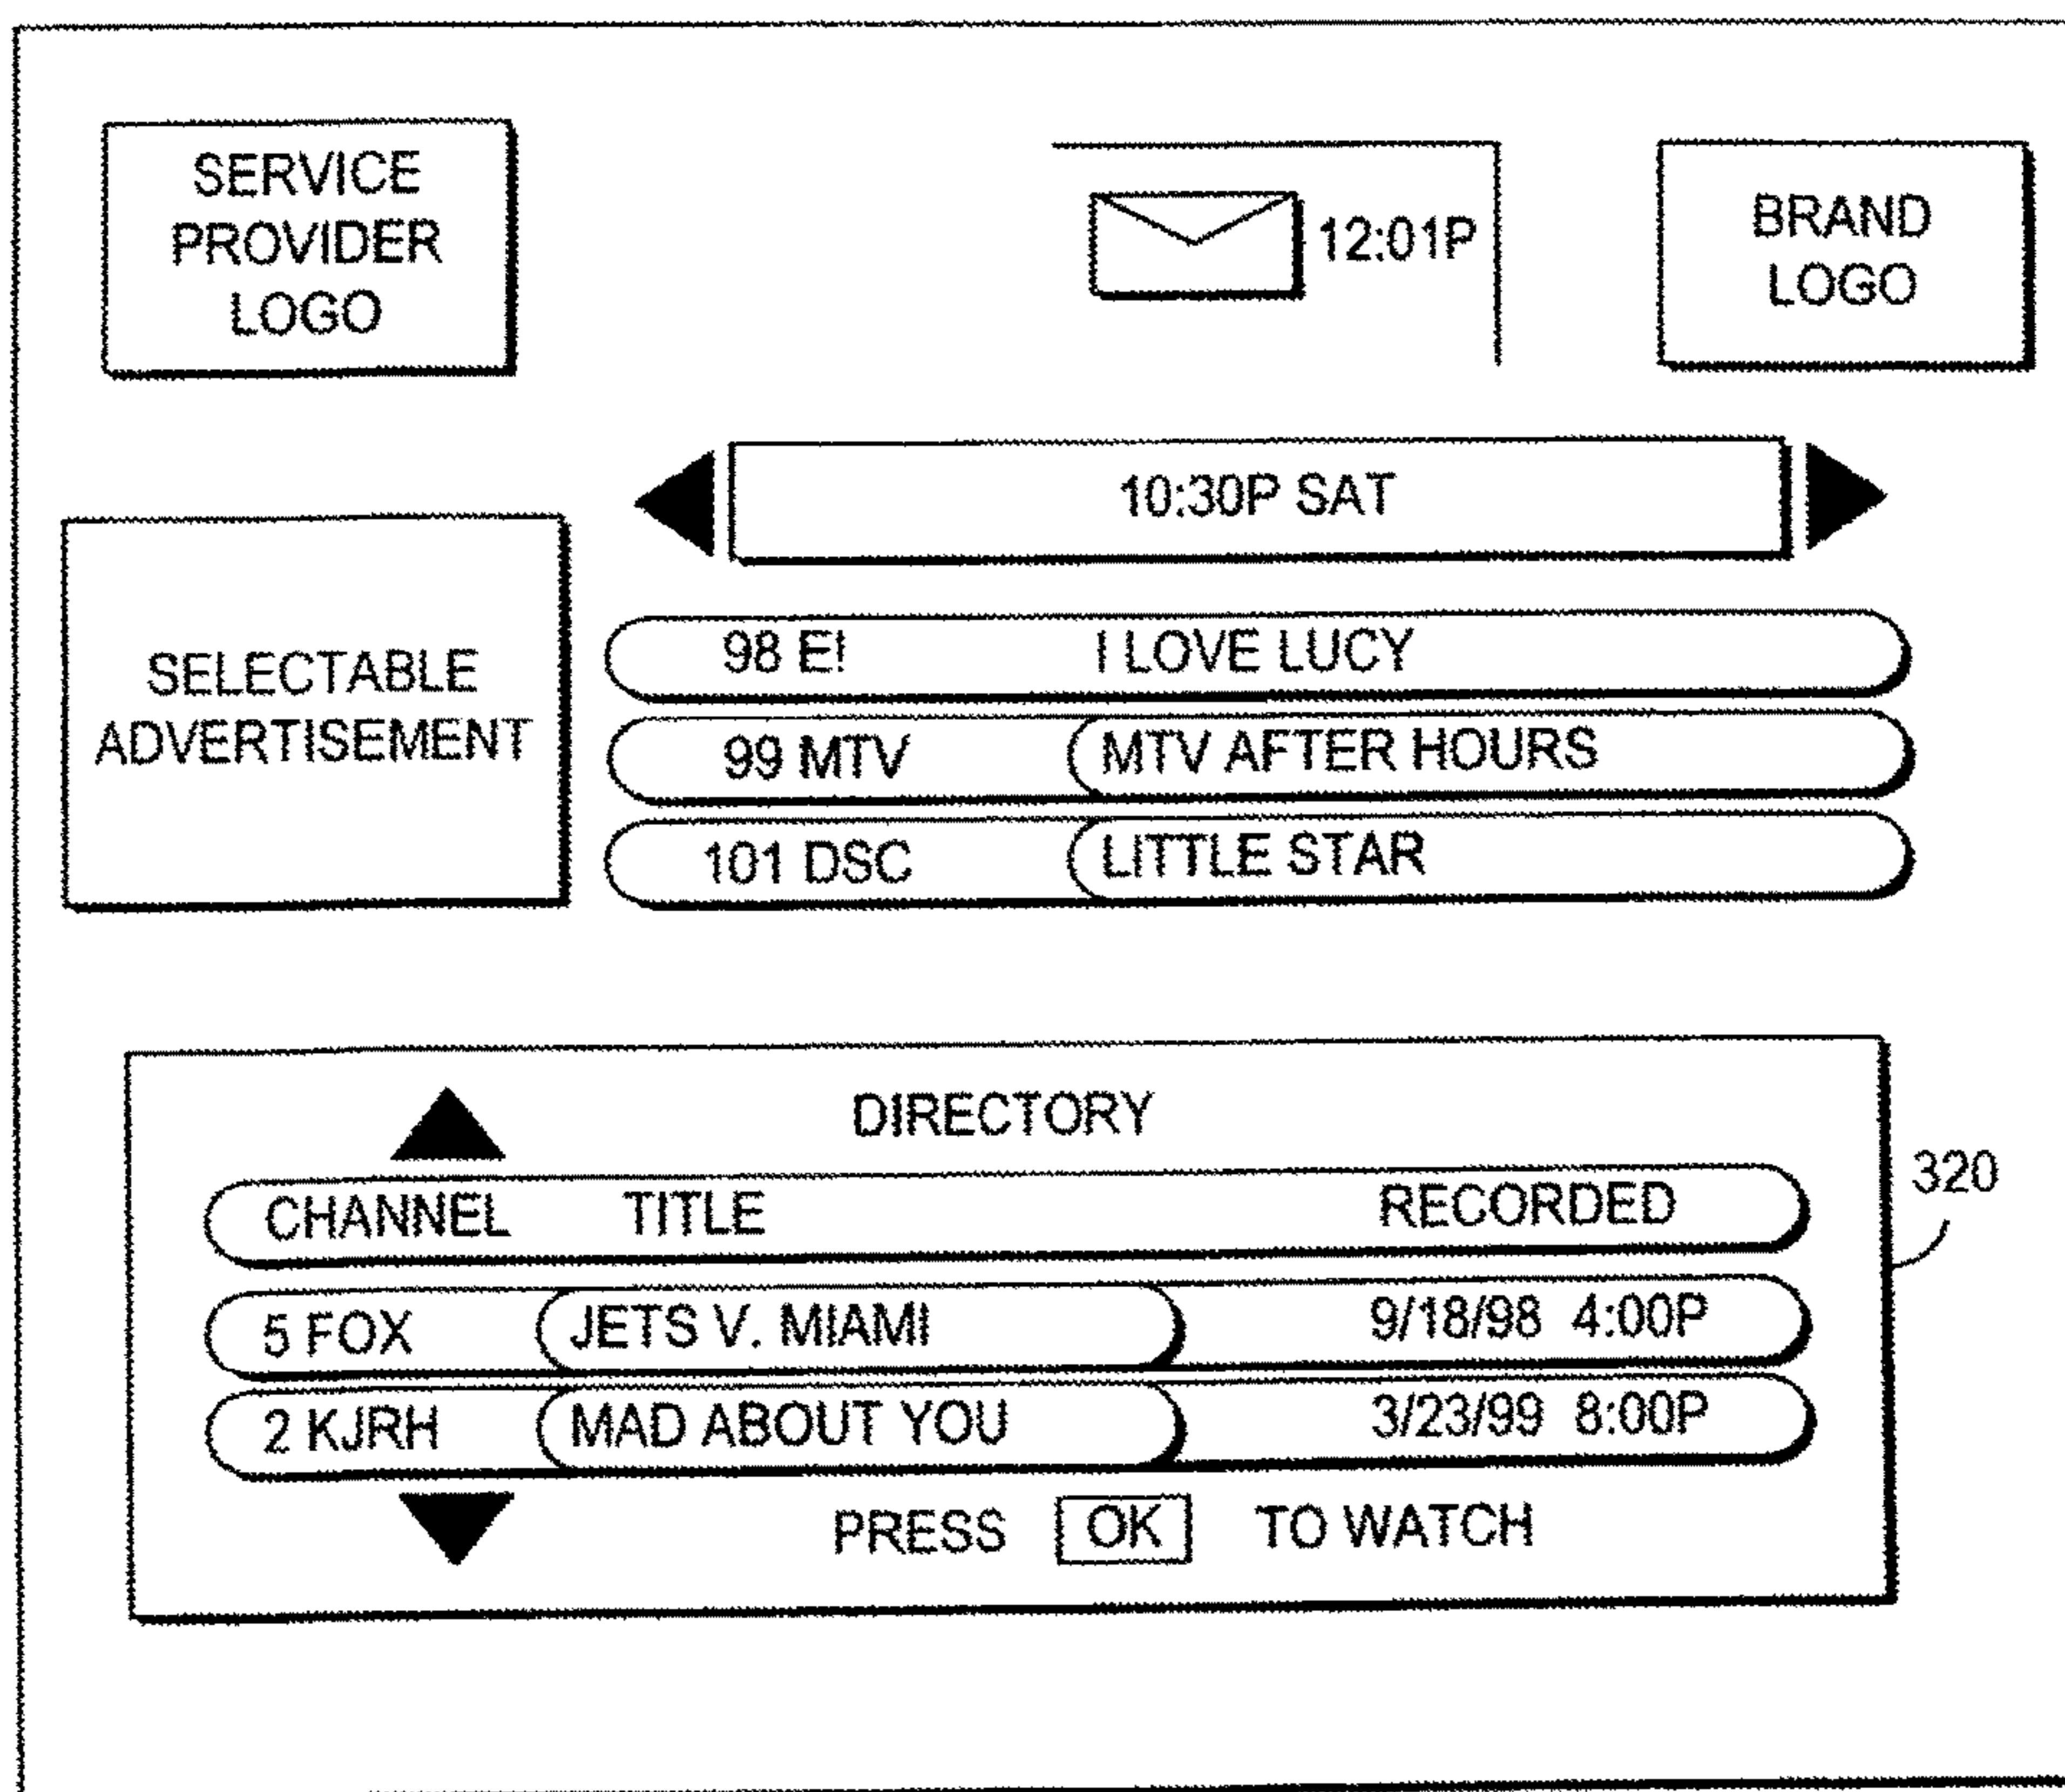 SERVICE
PROVIDER
LOGO
12:01P
BRAND
LOGO
10:30P SAT
SELECTABLE
ADVERTISEMENT
98 E! I LOVE LUCY
99 MTV MTV AFTER HOURS
101 DSC LITTLE STAR
DIRECTORY
320
CHANNEL TITLE RECORDED
5 FOX JETS V. MIAMI 9/18/98 4:00P
2 KJRH MAD ABOUT YOU 3/23/99 8:00P
PRESS OK TO WATCH